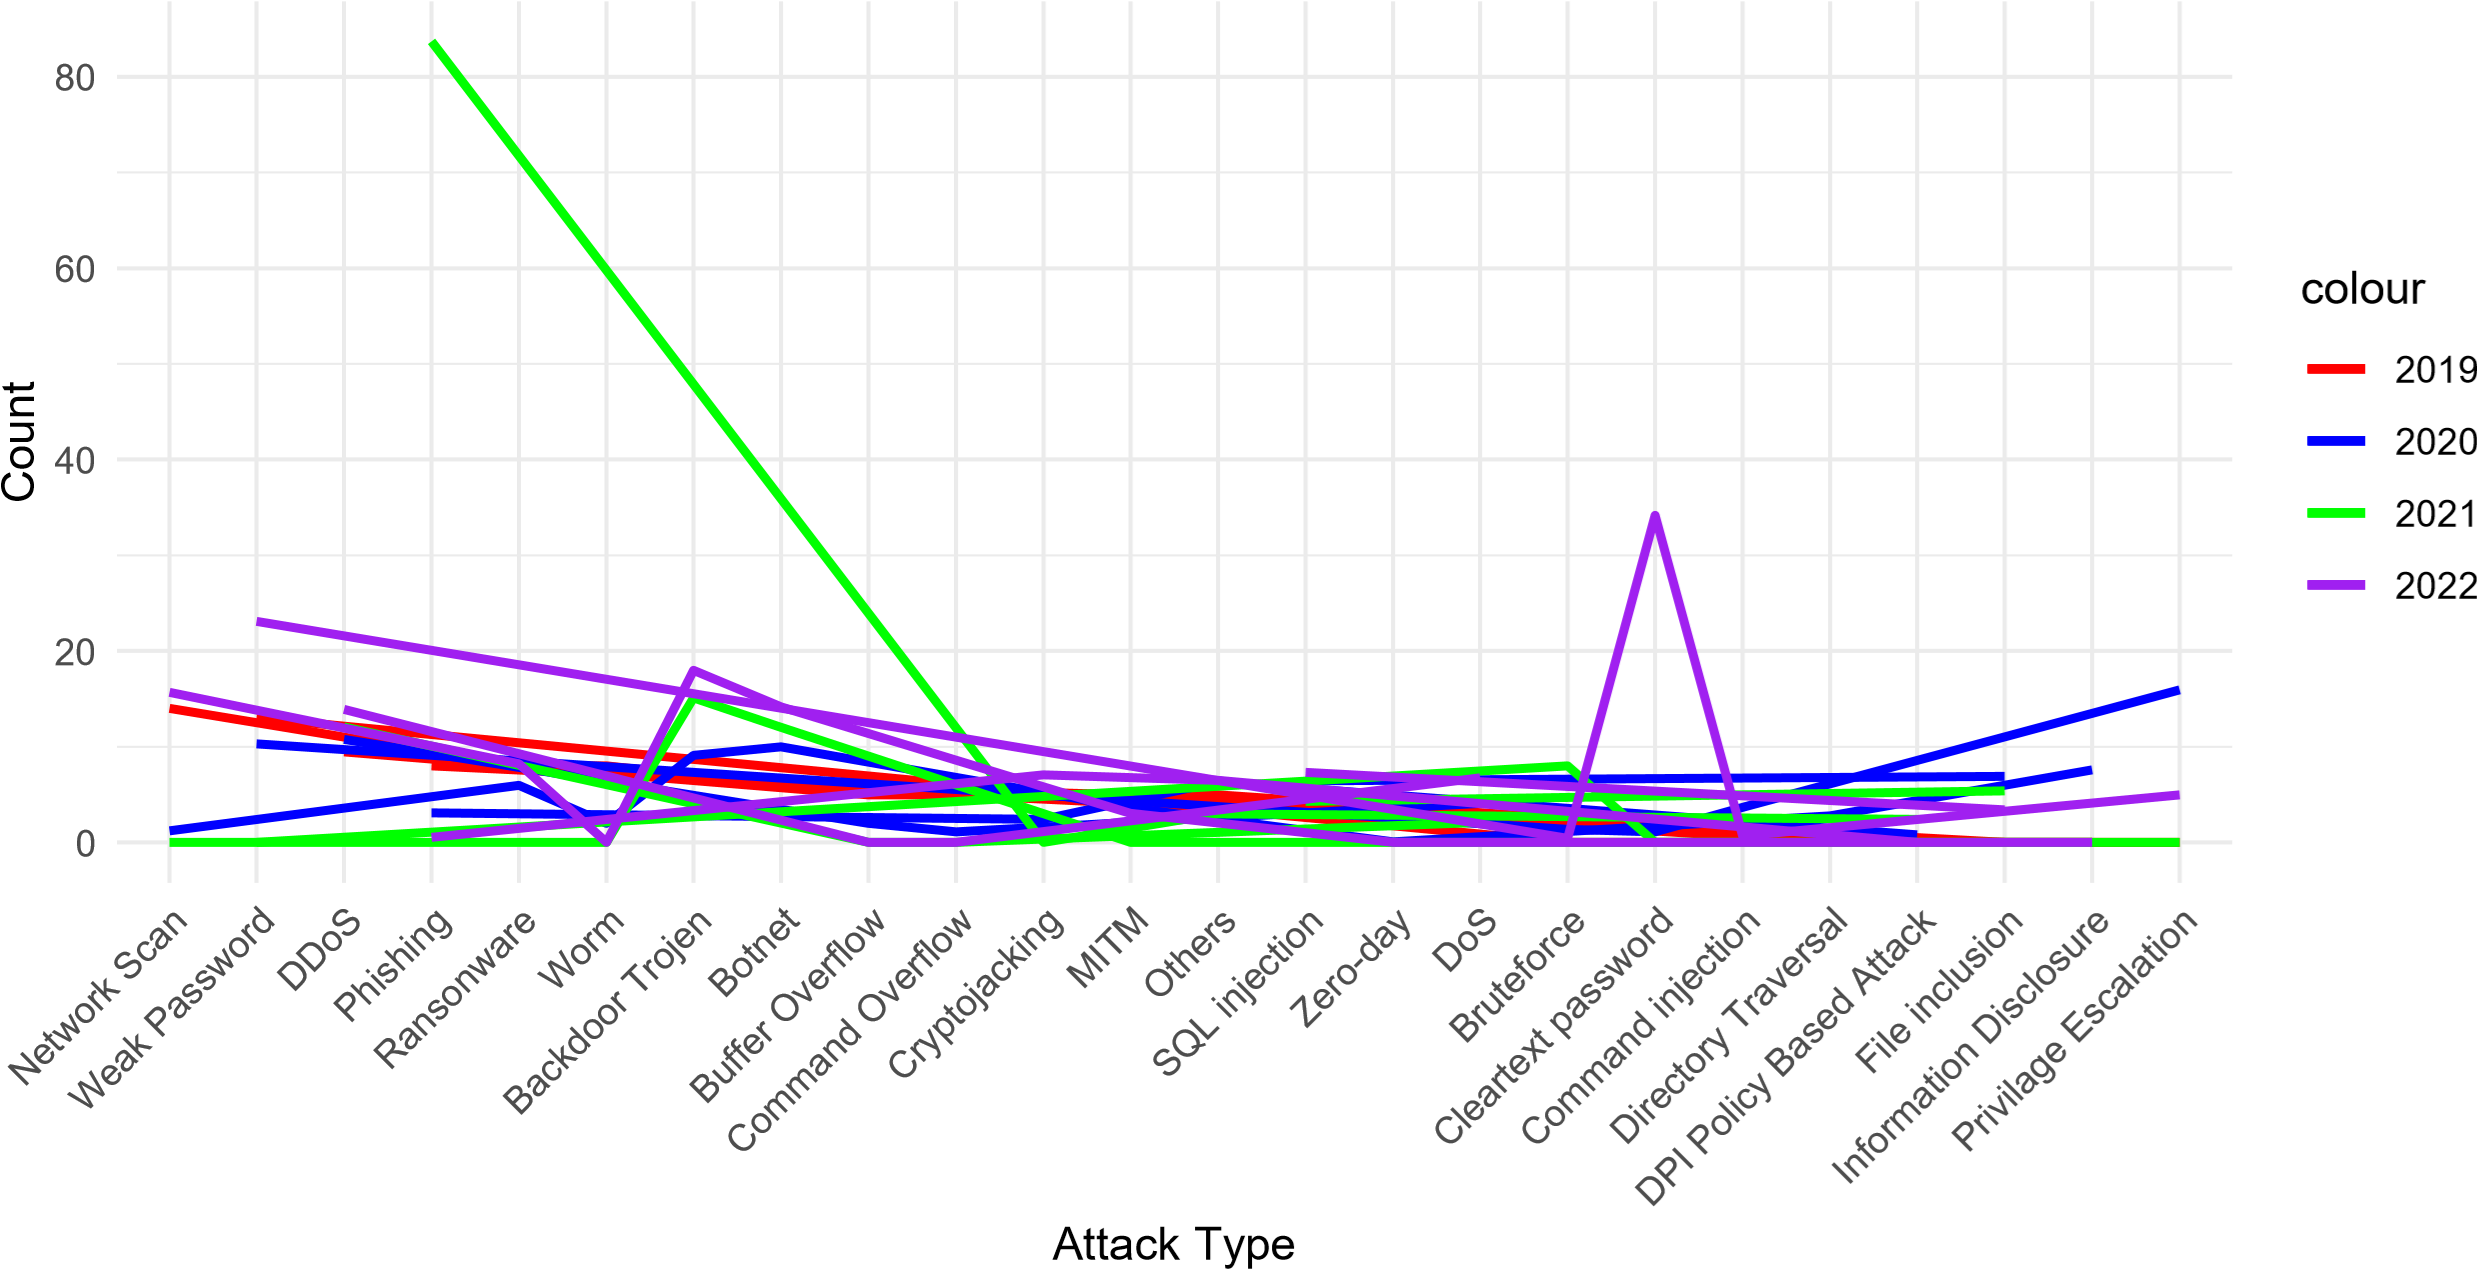 80
60
40
20
0
Count
Network Scan
Weak Password
DDoS
Phishing
Ransonware
Worm
Backdoor Trojen
Botnet
Buffer Overflow
Command Overflow
Cryptojacking
MITM
Others
SQL injection
Zero-day
DoS
Bruteforce
Cleartext password
Command injection
Directory Traversal
DPI Policy Based Attack
File inclusion
Information Disclosure
Privilage Escalation
Attack Type
colour
2019
2020
2021
2022